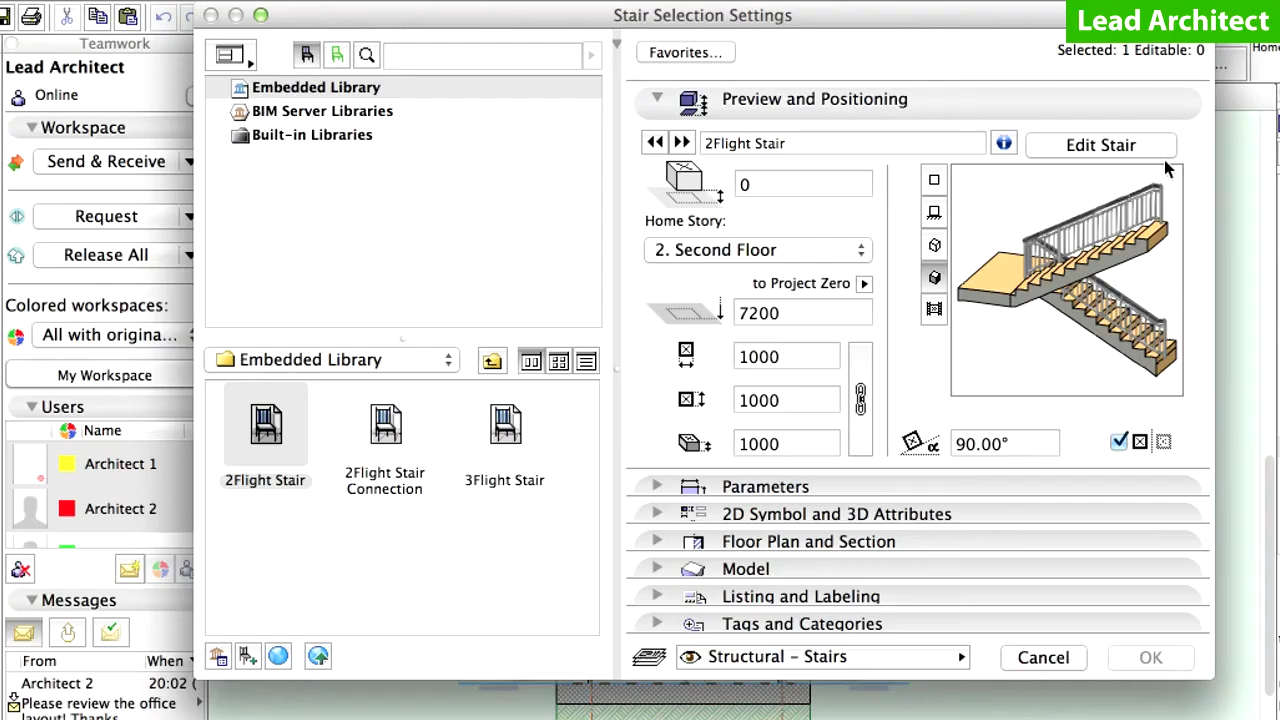 Stair Selection Settings
Lead Architect
Teamwork
Lead Architect
Online
Workspace
Send & Receive
Request
Release All
Colored workspaces:
All with origina...
My Workspace
Users
Name
Architect 1
Architect 2
Messages
From When
Architect 2 20:02
Please review the office
layout! Thanks
Embedded Library
BIM Server Libraries
Built-in Libraries
Embedded Library
2Flight Stair
2Flight Stair
Connection
3Flight Stair
Favorites...
Selected: 1 Editable: 0
Preview and Positioning
2Flight Stair
Edit Stair
0
Home Story:
2. Second Floor
to Project Zero
7200
1000
1000
1000
α
90.00°
Parameters
2D Symbol and 3D Attributes
Floor Plan and Section
Model
Listing and Labeling
Tags and Categories
Structural - Stairs
Cancel
OK